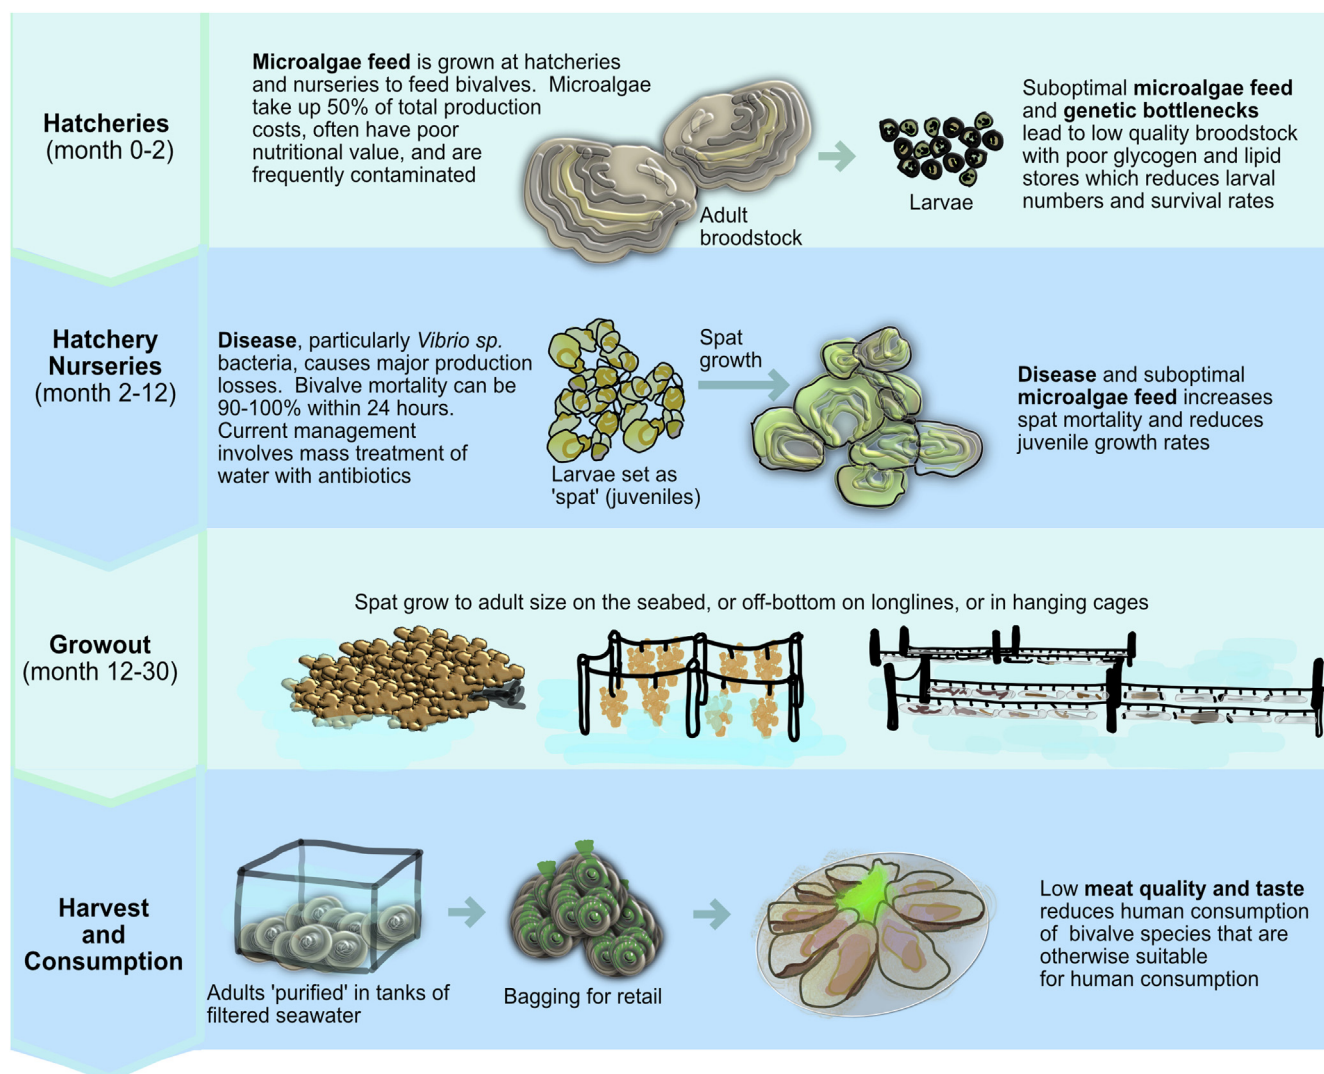 Hatcheries
(month 0-2)
Microalgae feed is grown at hatcheries
and nurseries to feed bivalves.  Microalgae
take up 50% of total production
costs, often have poor
nutritional value, and are
frequently contaminated
Adult
broodstock
Larvae
Suboptimal microalgae feed
and genetic bottlenecks
lead to low quality broodstock
with poor glycogen and lipid
stores which reduces larval
numbers and survival rates
Hatchery
Nurseries
(month 2-12)
Disease, particularly Vibrio sp.
bacteria, causes major production
losses.  Bivalve mortality can be
90-100% within 24 hours.
Current management
involves mass treatment of
water with antibiotics
Larvae set as
'spat' (juveniles)
Spat
growth
Disease and suboptimal
microalgae feed increases
spat mortality and reduces
juvenile growth rates
Growout
(month 12-30)
Spat grow to adult size on the seabed, or off-bottom on longlines, or in hanging cages
Harvest
and
Consumption
Adults 'purified' in tanks of
filtered seawater
Bagging for retail
Low meat quality and taste
reduces human consumption
of  bivalve species that are
otherwise suitable
for human consumption